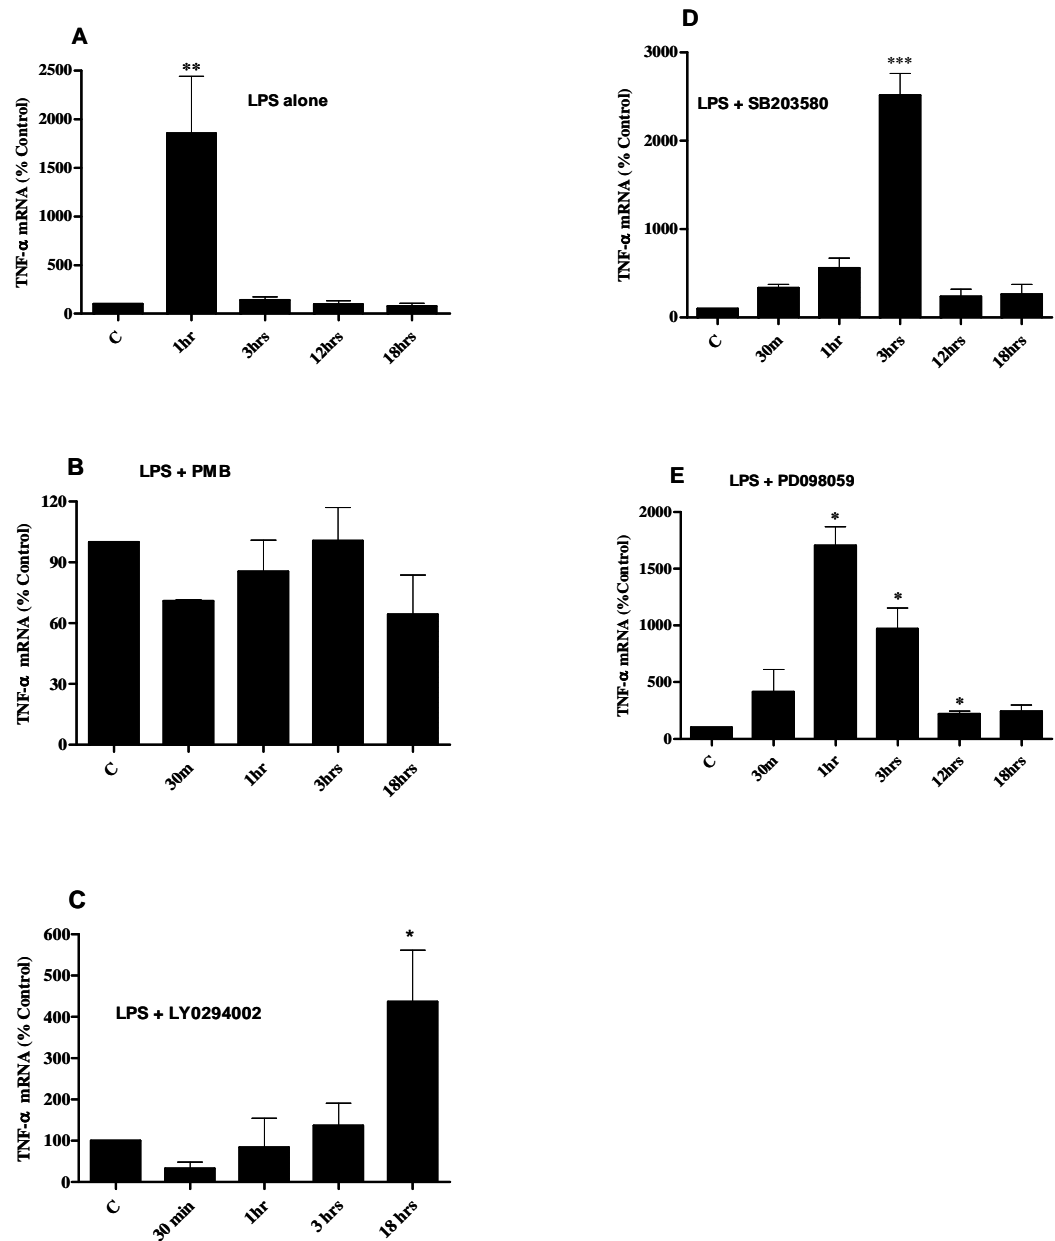 A
LPS alone
**
TNF-α mRNA (% Control)
2500
2000
1500
1000
500
0
C
1hr
3hrs
12hrs
18hrs
B
LPS + PMB
TNF-α mRNA (% Control)
120
90
60
30
0
C
30m
1hr
3hrs
18hrs
C
LPS + LY0294002
*
TNF-α mRNA (% Control)
600
500
400
300
200
100
0
C
30 min
1hr
3 hrs
18 hrs
D
LPS + SB203580
***
TNF-α mRNA (% Control)
3000
2000
1000
0
C
30m
1hr
3hrs
12hrs
18hrs
E
LPS + PD098059
*
*
*
TNF-α mRNA (%Control)
2000
1500
1000
500
0
C
30m
1hr
3hrs
12hrs
18hrs